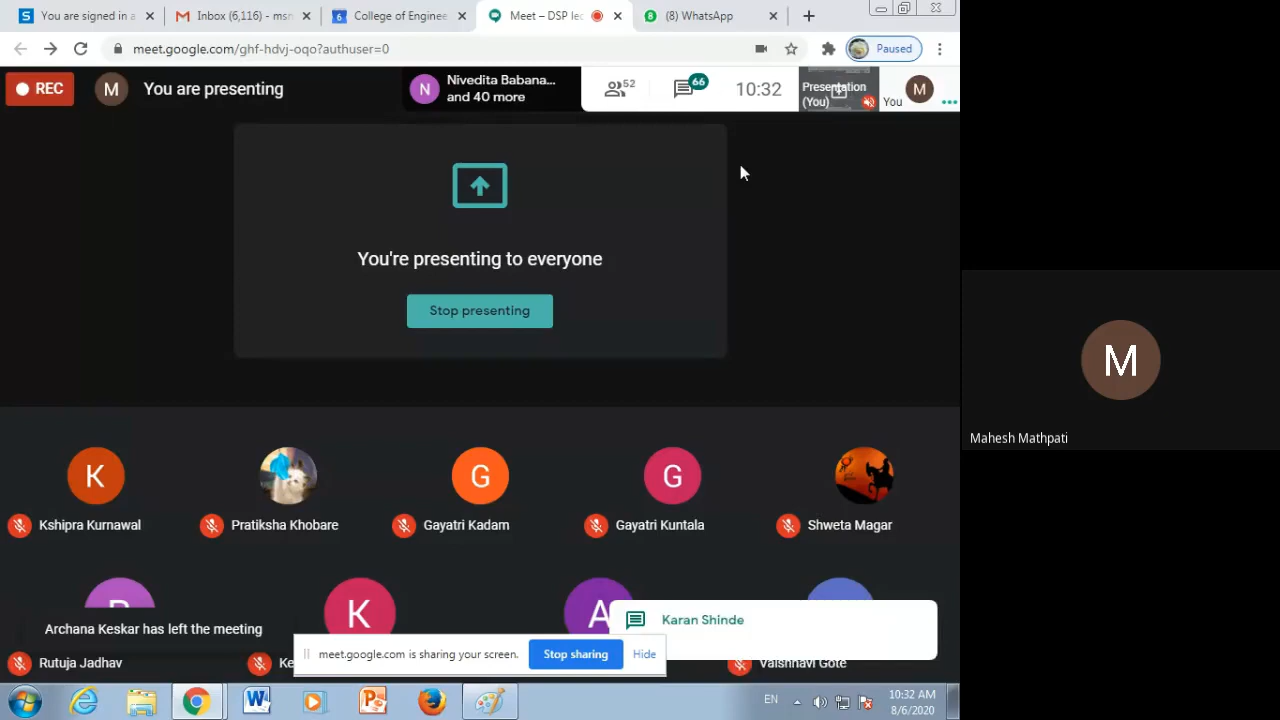 You are signed in a
Inbox (6,116) - msn
College of Enginee
Meet – DSP lec
(8) WhatsApp
meet.google.com/ghf-hdvj-oqo?authuser=0
Paused
REC
M
You are presenting
N
Nivedita Babana...
and 40 more
52
66
10:32
Presentation
(You)
You
M
You're presenting to everyone
Stop presenting
M
Mahesh Mathpati
K
G
G
Kshipra Kurnawal
Pratiksha Khobare
Gayatri Kadam
Gayatri Kuntala
Shweta Magar
K
A
Archana Keskar has left the meeting
Karan Shinde
meet.google.com is sharing your screen.
Stop sharing
Hide
Rutuja Jadhav
Ke
Vaishnavi Gote
EN
10:32 AM
8/6/2020